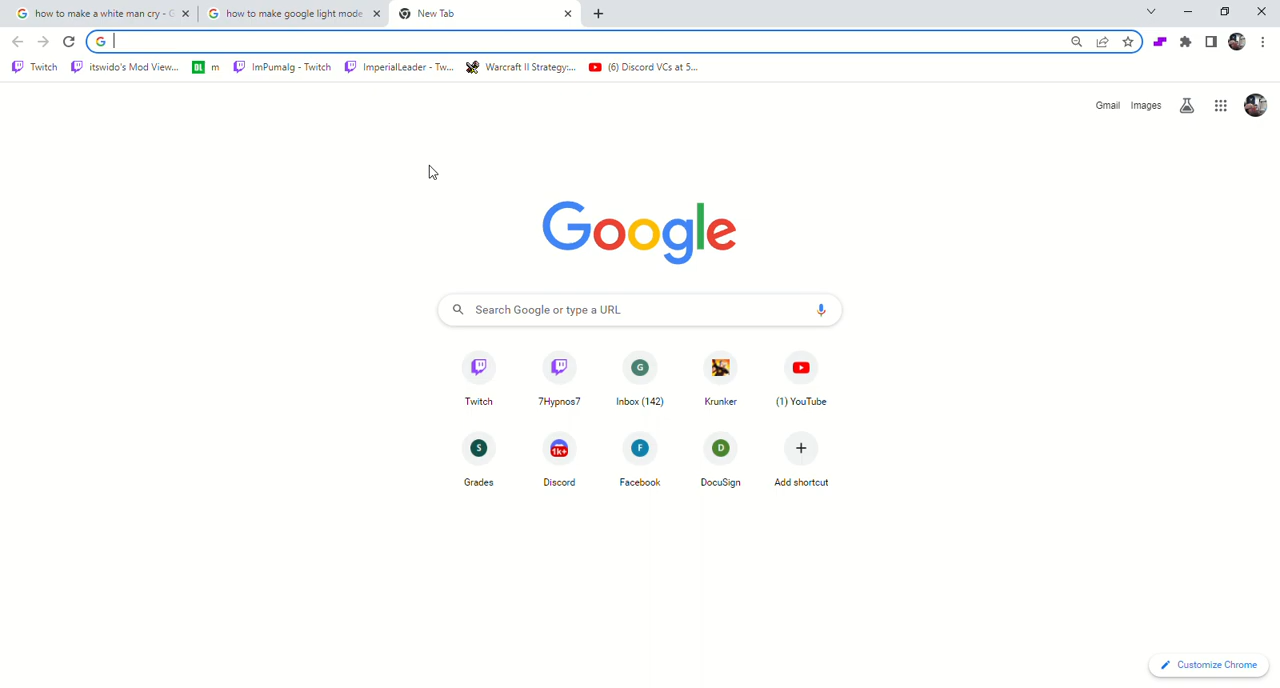 how to make a white man cry - G
how to make google light mode
New Tab
Twitch
itswido's Mod View...
DL m
ImPumalg - Twitch
ImperialLeader - Tw...
Warcraft II Strategy:...
(6) Discord VCs at 5...
Gmail
Images
Google
Search Google or type a URL
Twitch
7Hypnos7
G
Inbox (142)
Krunker
(1) YouTube
S
Grades
1k+
Discord
F
Facebook
D
DocuSign
Add shortcut
Customize Chrome